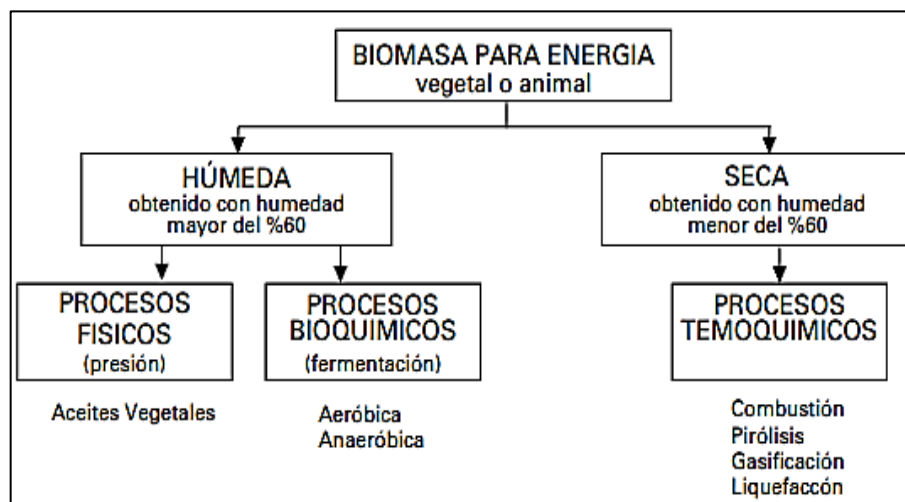 BIOMASA PARA ENERGIA
vegetal o animal
HÚMEDA
obtenido con humedad
mayor del %60
SECA
obtenido con humedad
menor del %60
PROCESOS
FISICOS
(presión)
PROCESOS
BIOQUIMICOS
(fermentación)
PROCESOS
TEMOQUIMICOS
Aceites Vegetales
Aeróbica
Anaeróbica
Combustión
Pirólisis
Gasificación
Liquefaccón